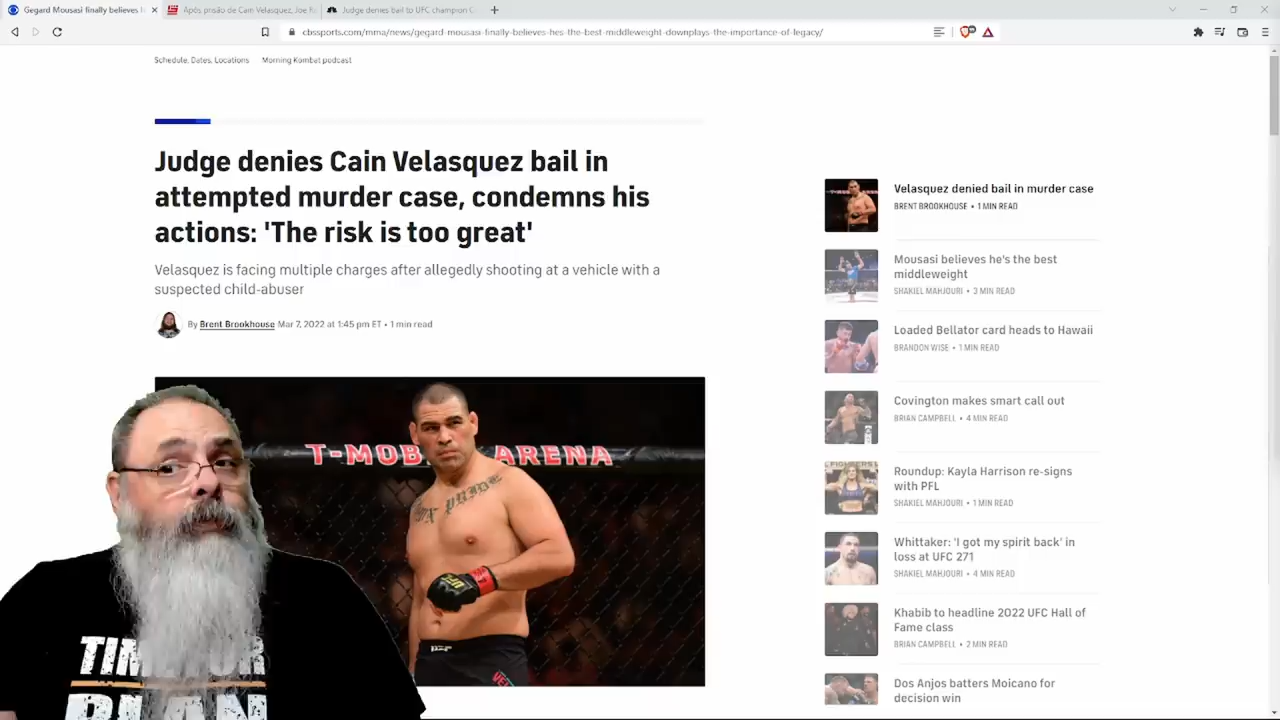 Gegard Mousasi finally believes h
Após prisão de Cain Velasquez, Joe R
Judge denies bail to UFC champion C
cbssports.com/mma/news/gegard-mousasi-finally-believes-hes-the-best-middleweight-downplays-the-importance-of-legacy/
Schedule, Dates, Locations Morning Kombat podcast
Judge denies Cain Velasquez bail in
attempted murder case, condemns his
actions: 'The risk is too great'
Velasquez is facing multiple charges after allegedly shooting at a vehicle with a
suspected child-abuser
By Brent Brookhouse Mar 7, 2022 at 1:45 pm ET • 1 min read
T-MOB ARENA
PRIDE
UFC
Velasquez denied bail in murder case
BRENT BROOKHOUSE • 1 MIN READ
Mousasi believes he's the best
middleweight
SHAKIEL MAHJOURI • 3 MIN READ
Loaded Bellator card heads to Hawaii
BRANDON WISE • 1 MIN READ
Covington makes smart call out
BRIAN CAMPBELL • 4 MIN READ
Roundup: Kayla Harrison re-signs
with PFL
SHAKIEL MAHJOURI • 1 MIN READ
Whittaker: 'I got my spirit back' in
loss at UFC 271
SHAKIEL MAHJOURI • 4 MIN READ
Khabib to headline 2022 UFC Hall of
Fame class
BRIAN CAMPBELL • 2 MIN READ
Dos Anjos batters Moicano for
decision win